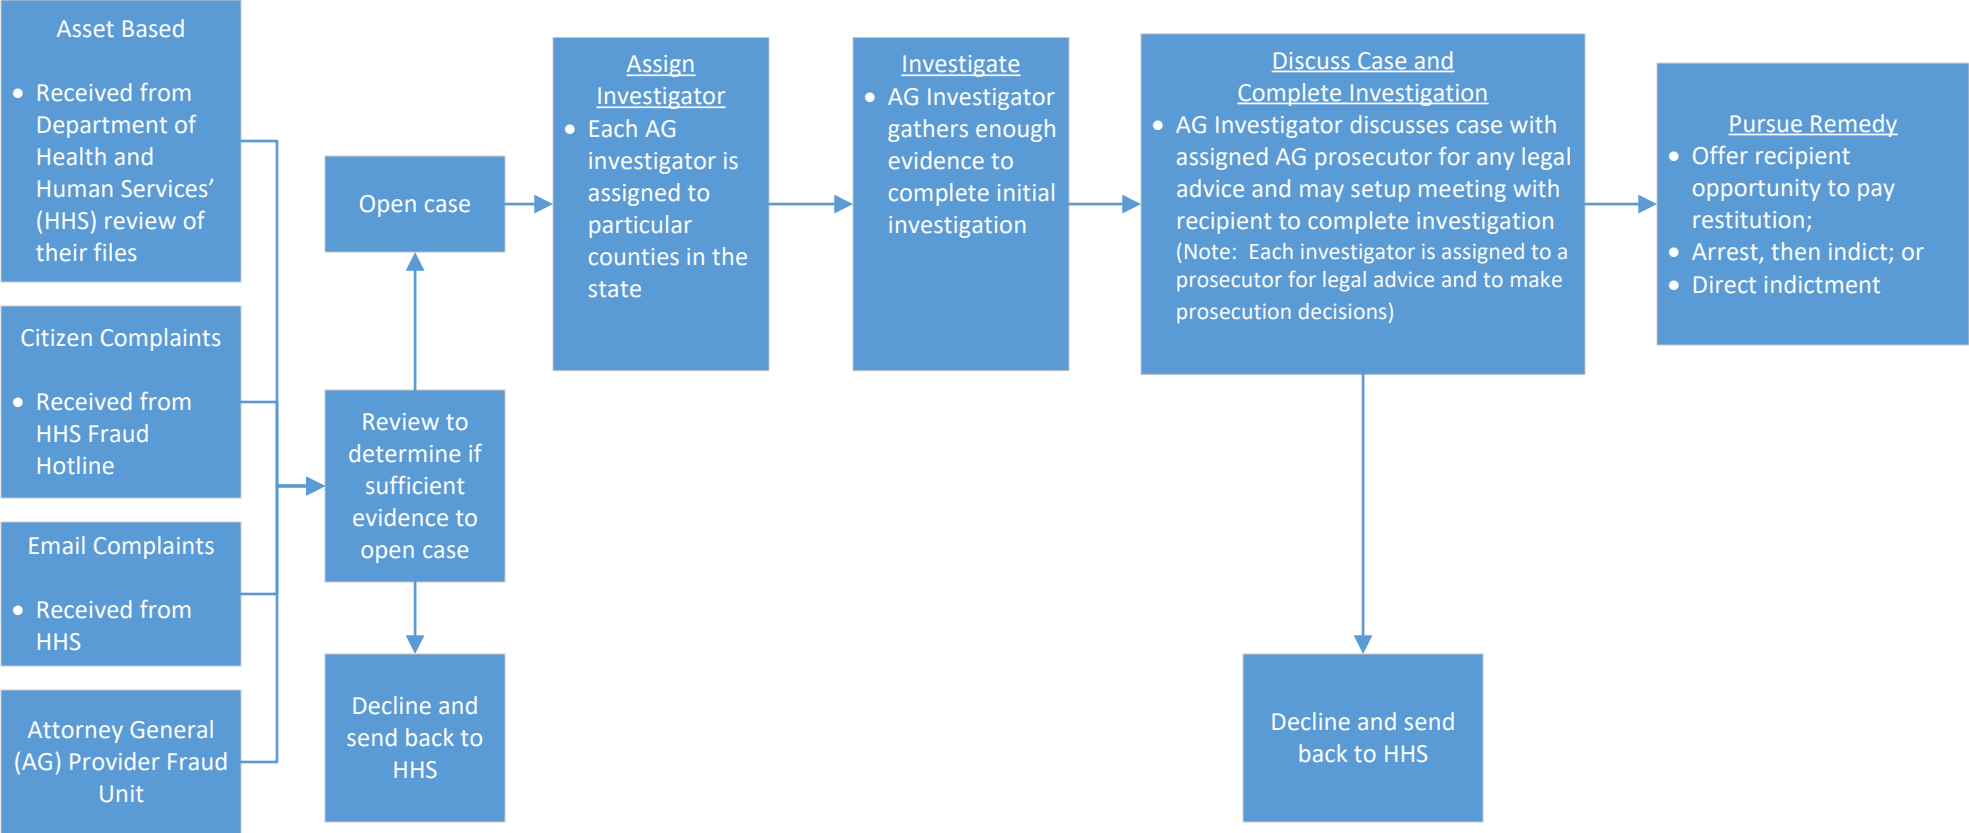 Asset Based
• Received from
Department of
Health and
Human Services’
(HHS) review of
their files
Citizen Complaints
• Received from
HHS Fraud
Hotline
Email Complaints
• Received from
HHS
Attorney General
(AG) Provider Fraud
Unit
Open case
Review to
determine if
sufficient
evidence to
open case
Decline and
send back to
HHS
Assign
Investigator
• Each AG
investigator is
assigned to
particular
counties in the
state
Investigate
• AG Investigator
gathers enough
evidence to
complete initial
investigation
Discuss Case and
Complete Investigation
• AG Investigator discusses case with
assigned AG prosecutor for any legal
advice and may setup meeting with
recipient to complete investigation
(Note:  Each investigator is assigned to a
prosecutor for legal advice and to make
prosecution decisions)
Decline and send
back to HHS
Pursue Remedy
• Offer recipient
opportunity to pay
restitution;
• Arrest, then indict; or
• Direct indictment